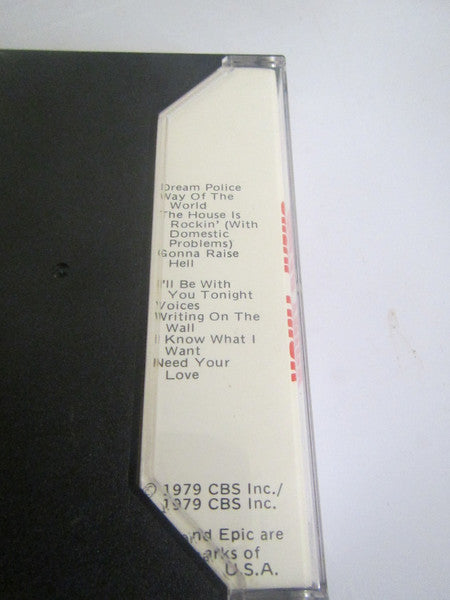 Dream Police
Way Of The
World
The House Is
Rockin' (With
Domestic
Problems)
Gonna Raise
Hell
I'll Be With
You Tonight
Voices
Writing On The
Wall
I Know What I
Want
Need Your
Love
© 1979 CBS Inc./
1979 CBS Inc.
and Epic are
arks of
U.S.A.